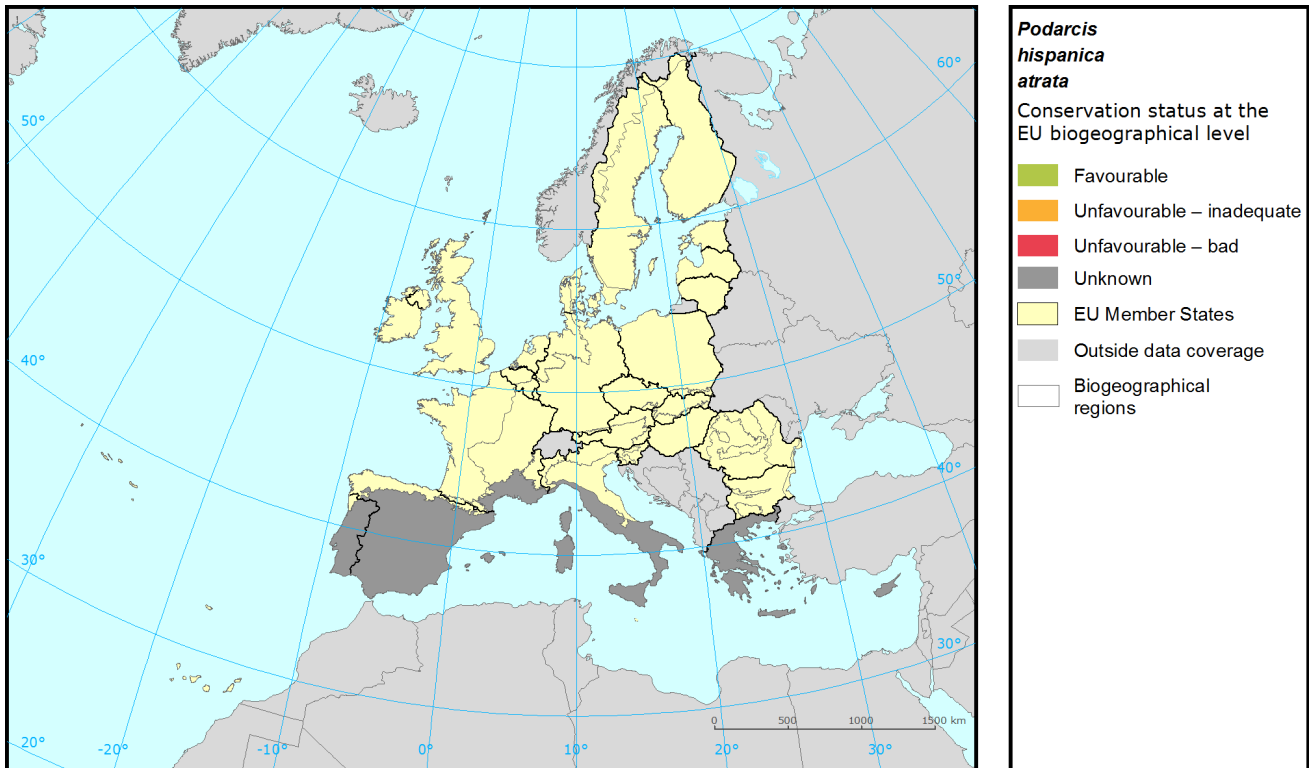 60°
50°
50°
40°
40°
30°
30°
20°
-20°
-10°
0°
10°
20°
30°
0
500
1000
1500 km
Podarcis
hispanica
atrata
Conservation status at the
EU biogeographical level
Favourable
Unfavourable – inadequate
Unfavourable – bad
Unknown
EU Member States
Outside data coverage
Biogeographical
regions